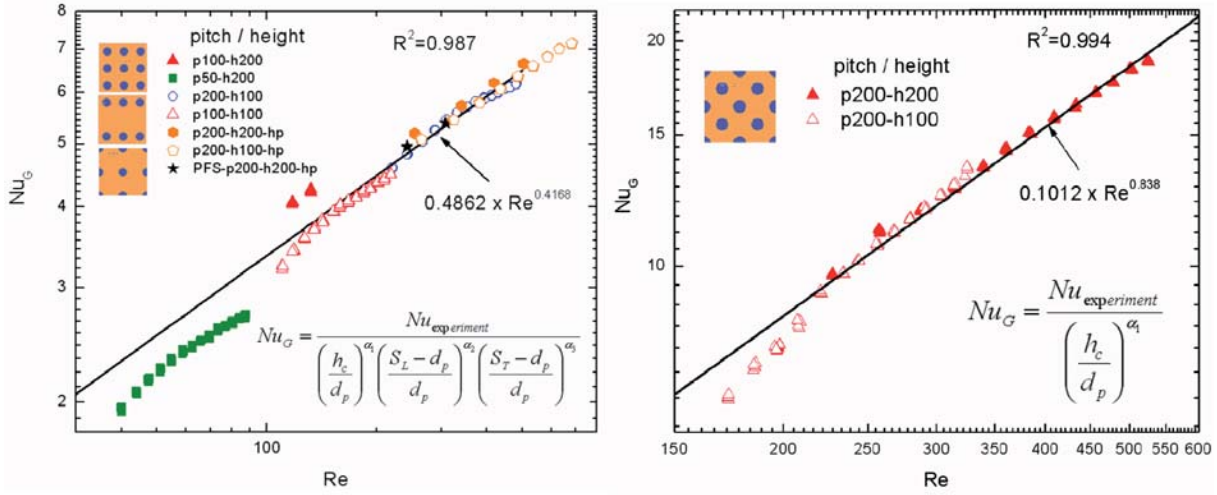 8
7
6
5
4
3
2
Nu_G
100
Re
pitch / height
p100-h200
p50-h200
p200-h100
p100-h100
p200-h200-hp
p200-h100-hp
PFS-p200-h200-hp
R²=0.987
0.4862 x Re^0.4168
Nu_G = Nu_experiment / ((h_c / d_p)^α₁ ((S_L − d_p) / d_p)^α₂ ((S_T − d_p) / d_p)^α₃)
20
15
10
Nu_G
150 200 250 300 350 400 450 500 550 600
Re
pitch / height
p200-h200
p200-h100
R²=0.994
0.1012 x Re^0.838
Nu_G = Nu_experiment / (h_c / d_p)^α₁